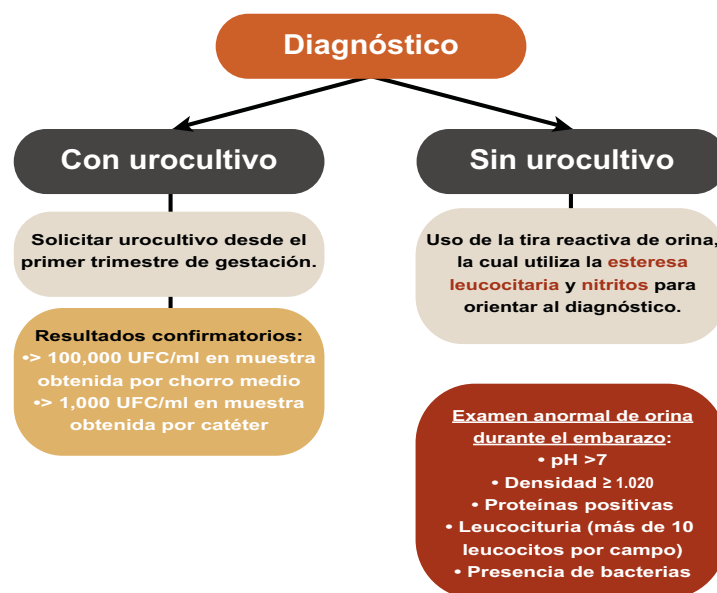 Diagnóstico
Con urocultivo
Solicitar urocultivo desde el
primer trimestre de gestación.
Resultados confirmatorios:
•> 100,000 UFC/ml en muestra
obtenida por chorro medio
•> 1,000 UFC/ml en muestra
obtenida por catéter
Sin urocultivo
Uso de la tira reactiva de orina,
la cual utiliza la esteresa
leucocitaria y nitritos para
orientar al diagnóstico.
Examen anormal de orina
durante el embarazo:
• pH >7
• Densidad ≥ 1.020
• Proteínas positivas
• Leucocituria (más de 10
leucocitos por campo)
• Presencia de bacterias